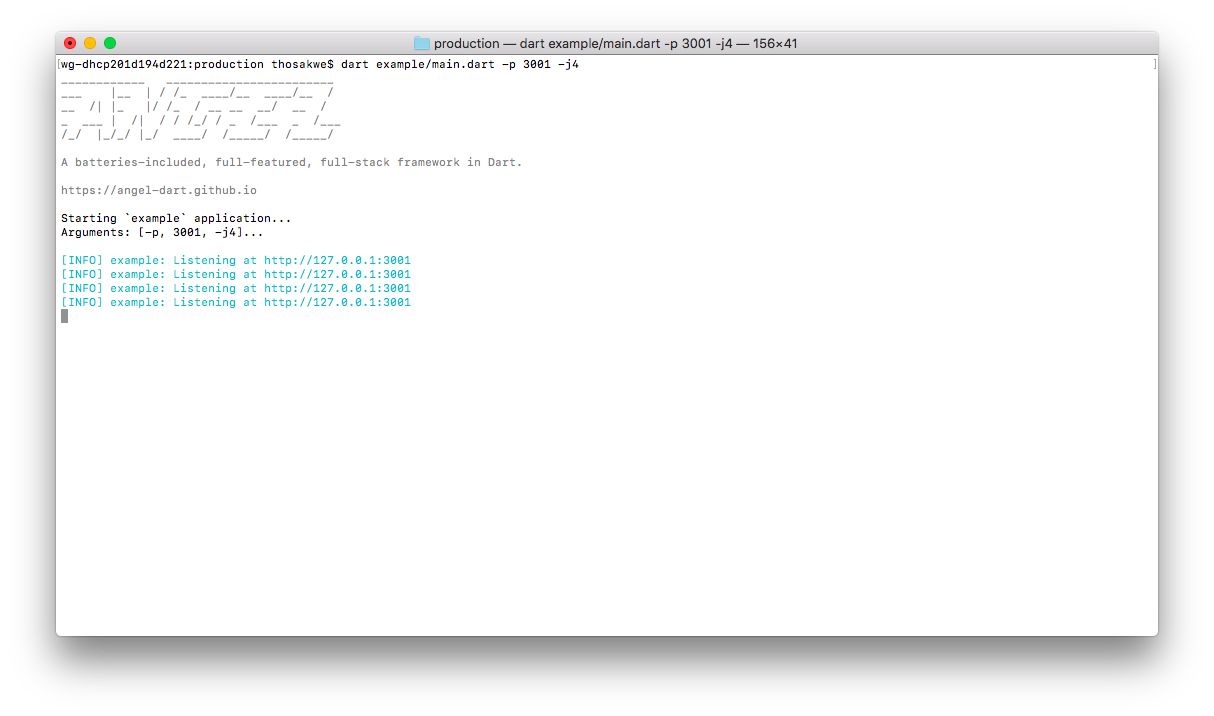 production — dart example/main.dart -p 3001 -j4 — 156×41
[wg-dhcp201d194d221:production thosakwe$ dart example/main.dart -p 3001 -j4 ]
____________   ________________________
___    |__  | / /_  ____/__  ____/__  /
__  /| |_   |/ /_  / __ __  __/  __  /
_  ___ |  /|  / / /_/ / _  /___  _  /___
/_/  |_/_/ |_/  ____/  /_____/  /_____/
A batteries-included, full-featured, full-stack framework in Dart.
https://angel-dart.github.io
Starting `example` application...
Arguments: [-p, 3001, -j4]...
[INFO] example: Listening at http://127.0.0.1:3001
[INFO] example: Listening at http://127.0.0.1:3001
[INFO] example: Listening at http://127.0.0.1:3001
[INFO] example: Listening at http://127.0.0.1:3001